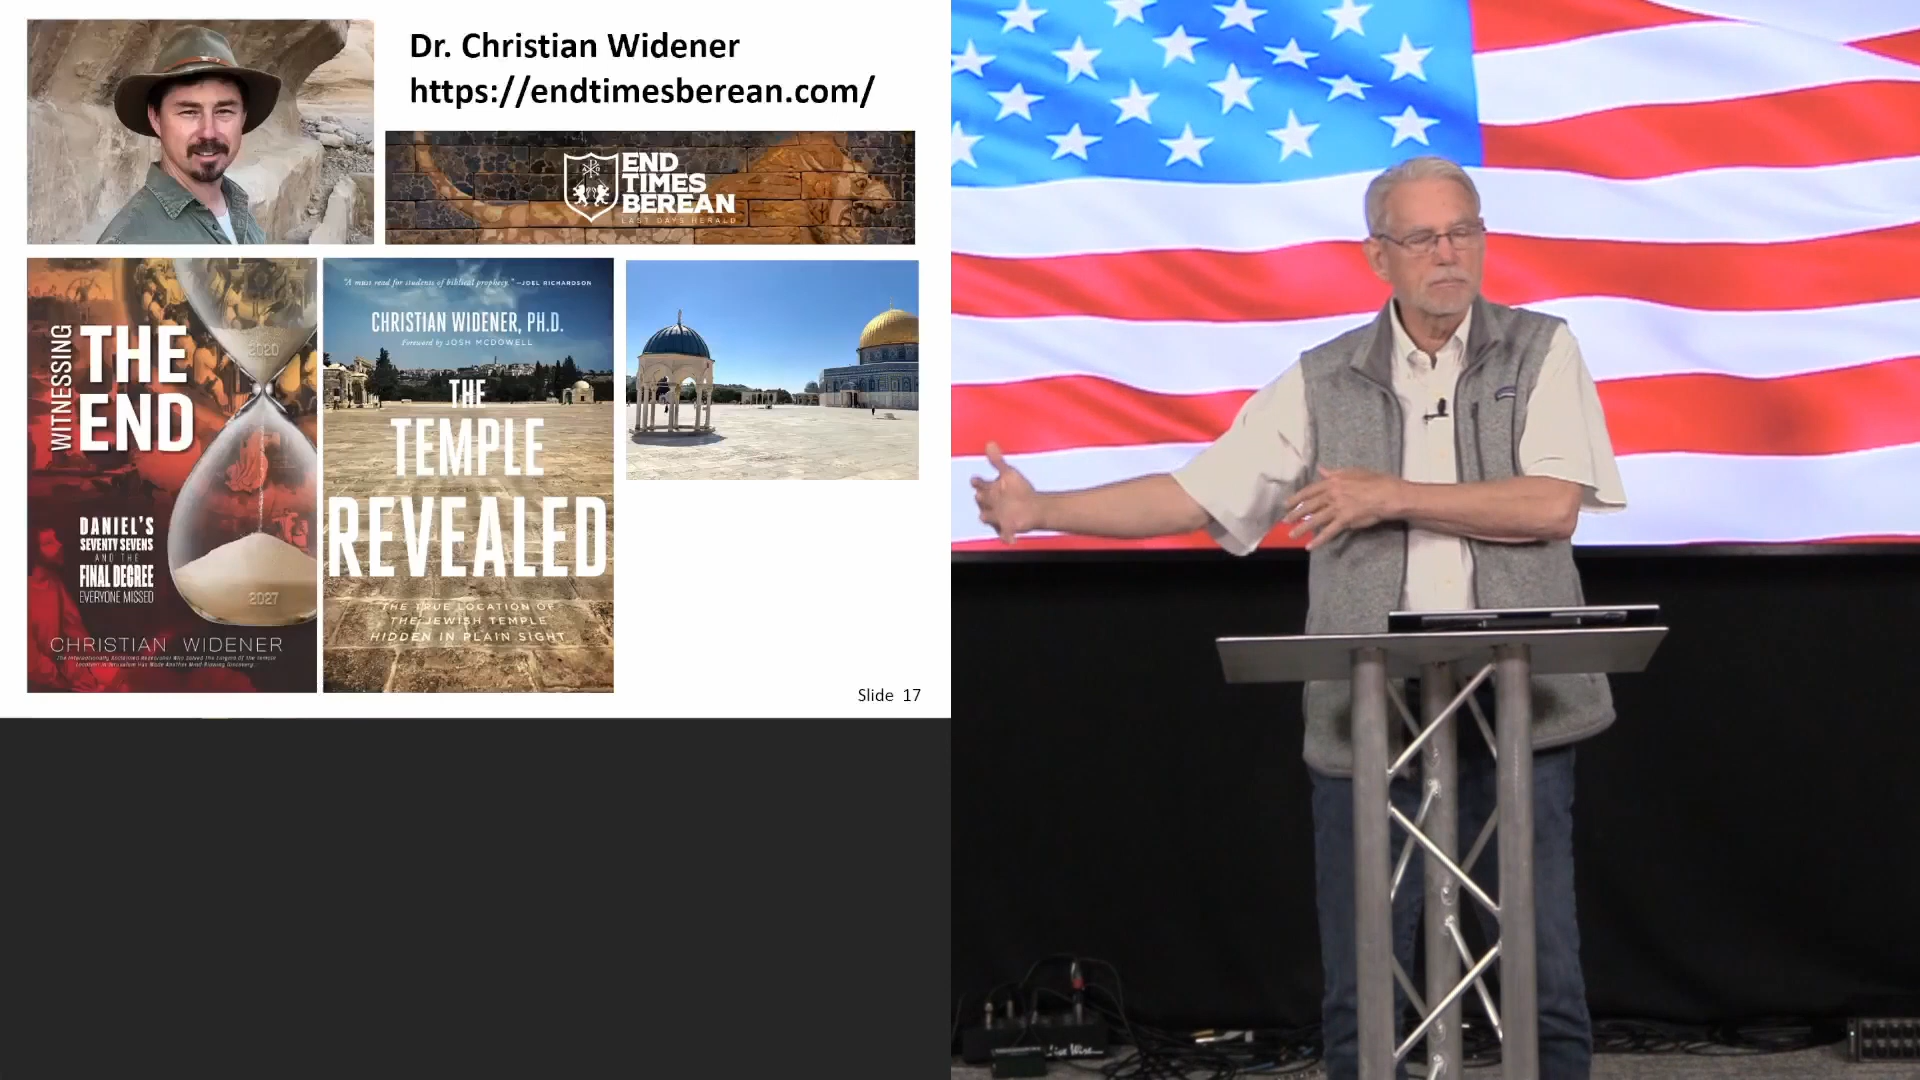 Dr. Christian Widener
https://endtimesberean.com/
END
TIMES
BEREAN
LAST DAYS HERALD
WITNESSING
THE
END
2020
DANIEL'S
SEVENTY SEVENS
AND THE
FINAL DECREE
EVERYONE MISSED
2027
CHRISTIAN WIDENER
"A must read for students of biblical prophecy." —JOEL RICHARDSON
CHRISTIAN WIDENER, PH.D.
Foreword by JOSH MCDOWELL
THE
TEMPLE
REVEALED
THE TRUE LOCATION OF
THE JEWISH TEMPLE
HIDDEN IN PLAIN SIGHT
Slide 17